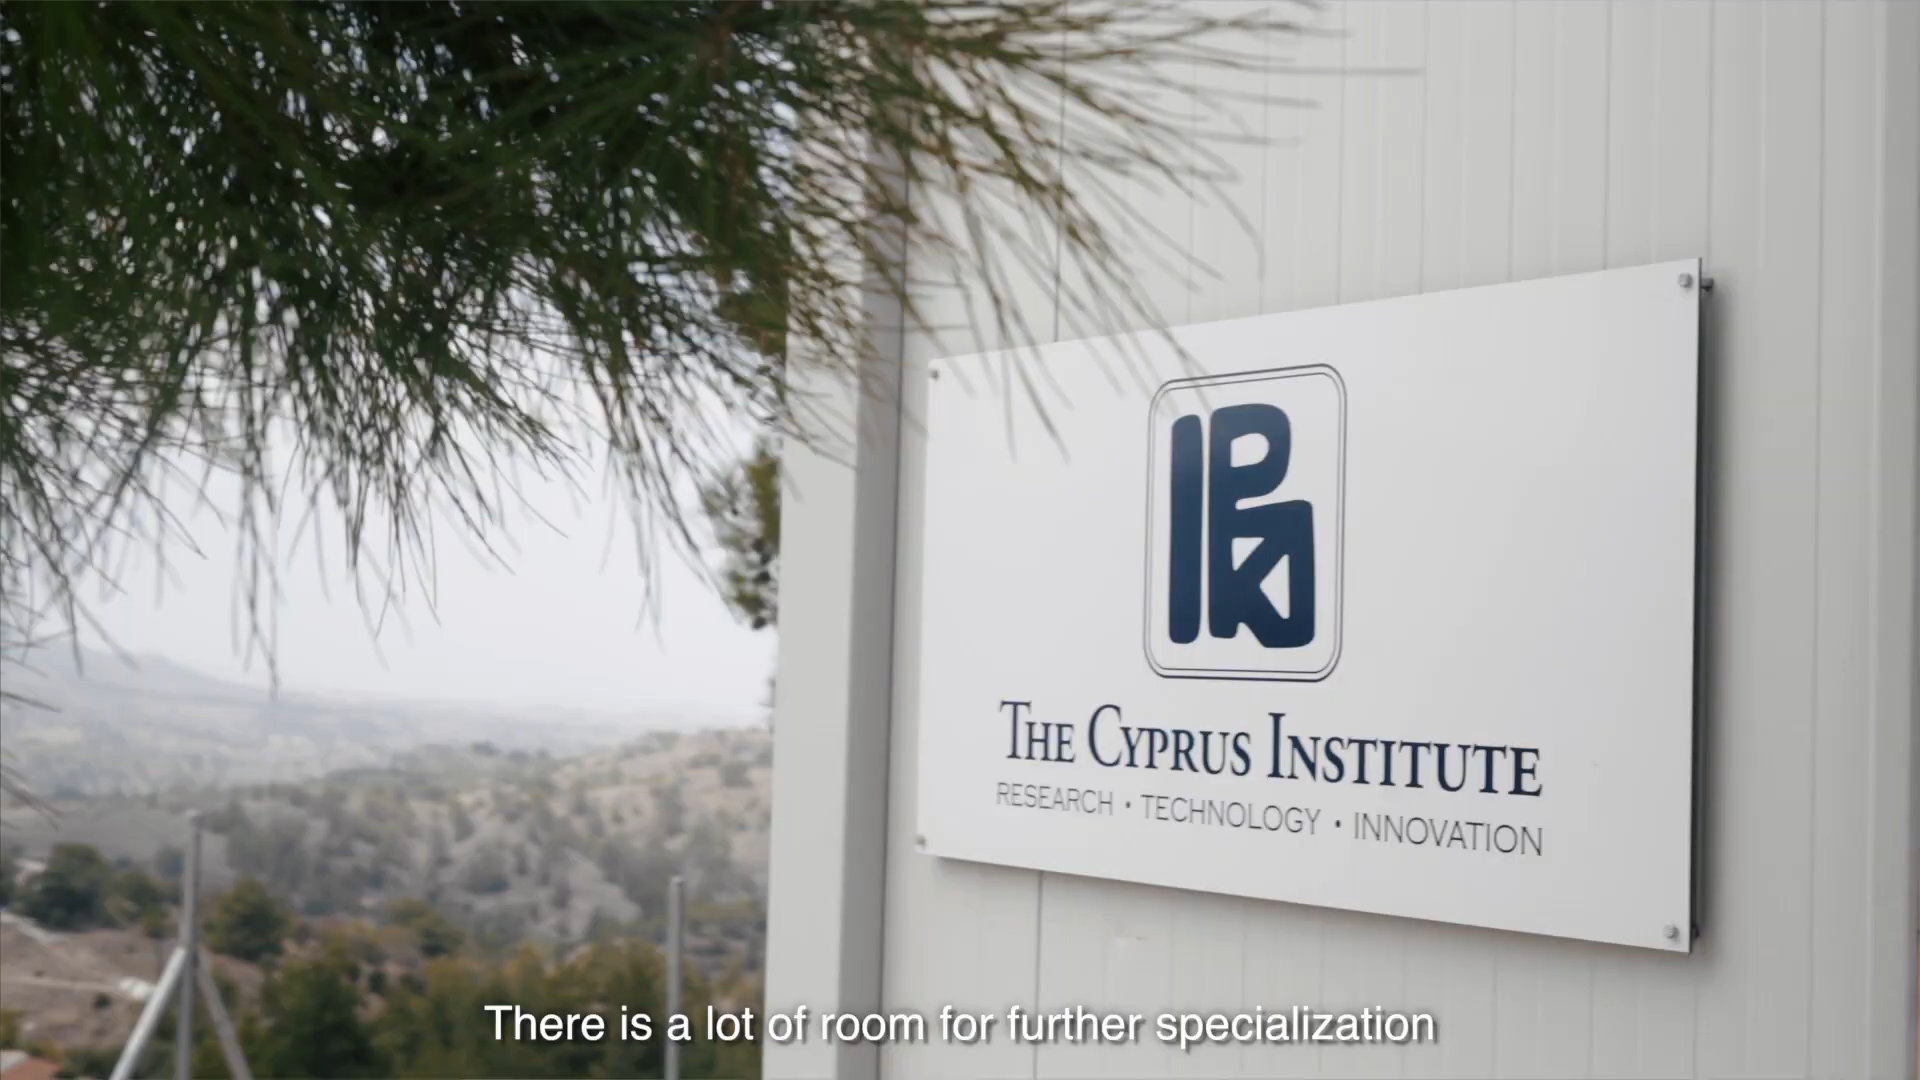 THE CYPRUS INSTITUTE
RESEARCH · TECHNOLOGY · INNOVATION
There is a lot of room for further specialization